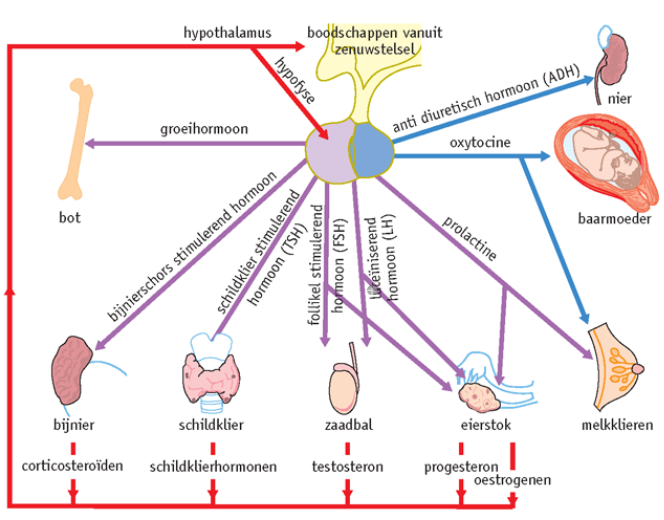 hypothalamus
boodschappen vanuit
zenuwstelsel
hypofyse
anti diuretisch hormoon (ADH)
nier
groeihormoon
oxytocine
bot
baarmoeder
bijnierschors stimulerend hormoon
schildklier stimulerend
hormoon (TSH)
follikel stimulerend
hormoon (FSH)
luteïniserend
hormoon (LH)
prolactine
bijnier
schildklier
zaadbal
eierstok
melkklieren
corticosteroïden
schildklierhormonen
testosteron
progesteron
oestrogenen